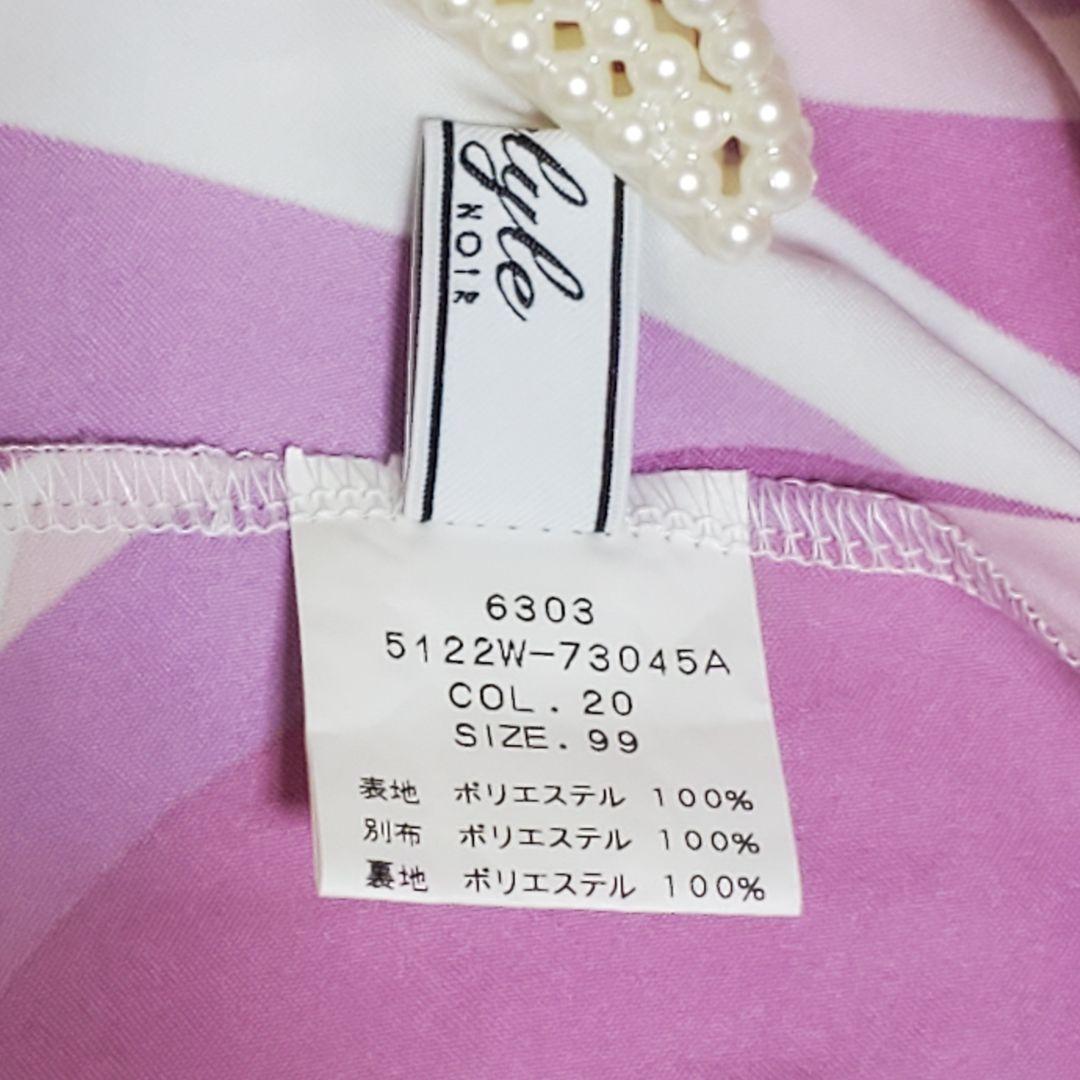 NOIR
6303
5122W-73045A
COL. 20
SIZE. 99
表地 ポリエステル 100%
別布 ポリエステル 100%
裏地 ポリエステル 100%